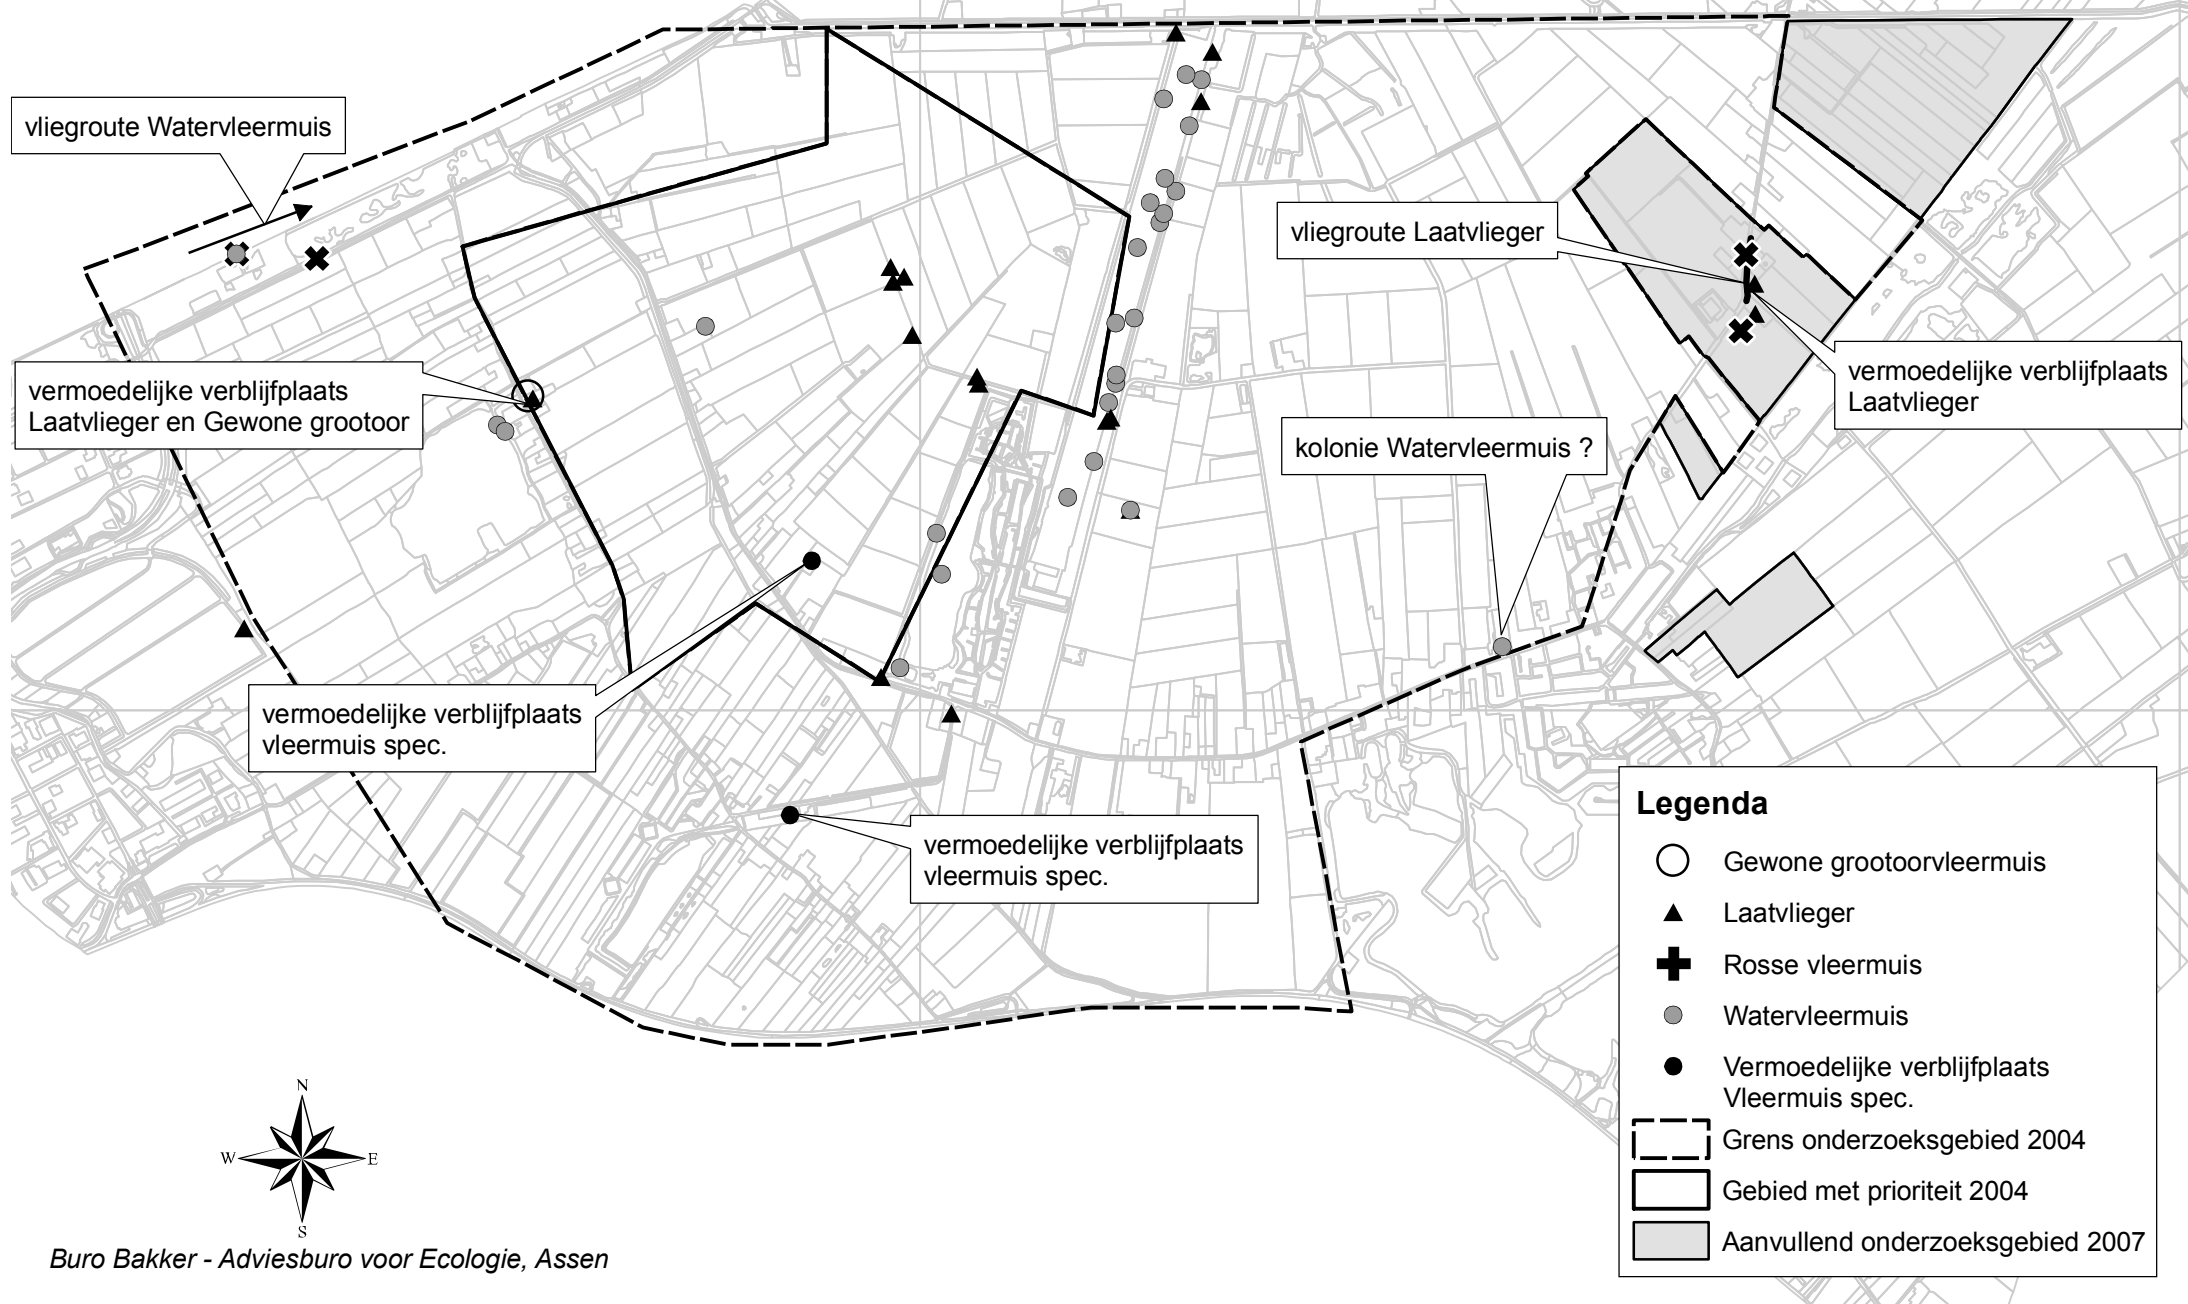 vliegroute Watervleermuis
vliegroute Laatvlieger
vermoedelijke verblijfplaats
Laatvlieger
vermoedelijke verblijfplaats
Laatvlieger en Gewone grootoor
kolonie Watervleermuis ?
vermoedelijke verblijfplaats
vleermuis spec.
vermoedelijke verblijfplaats
vleermuis spec.
Legenda
Gewone grootoorvleermuis
Laatvlieger
Rosse vleermuis
Watervleermuis
Vermoedelijke verblijfplaats
Vleermuis spec.
Grens onderzoeksgebied 2004
Gebied met prioriteit 2004
Aanvullend onderzoeksgebied 2007
N
W
E
S
Buro Bakker - Adviesburo voor Ecologie, Assen